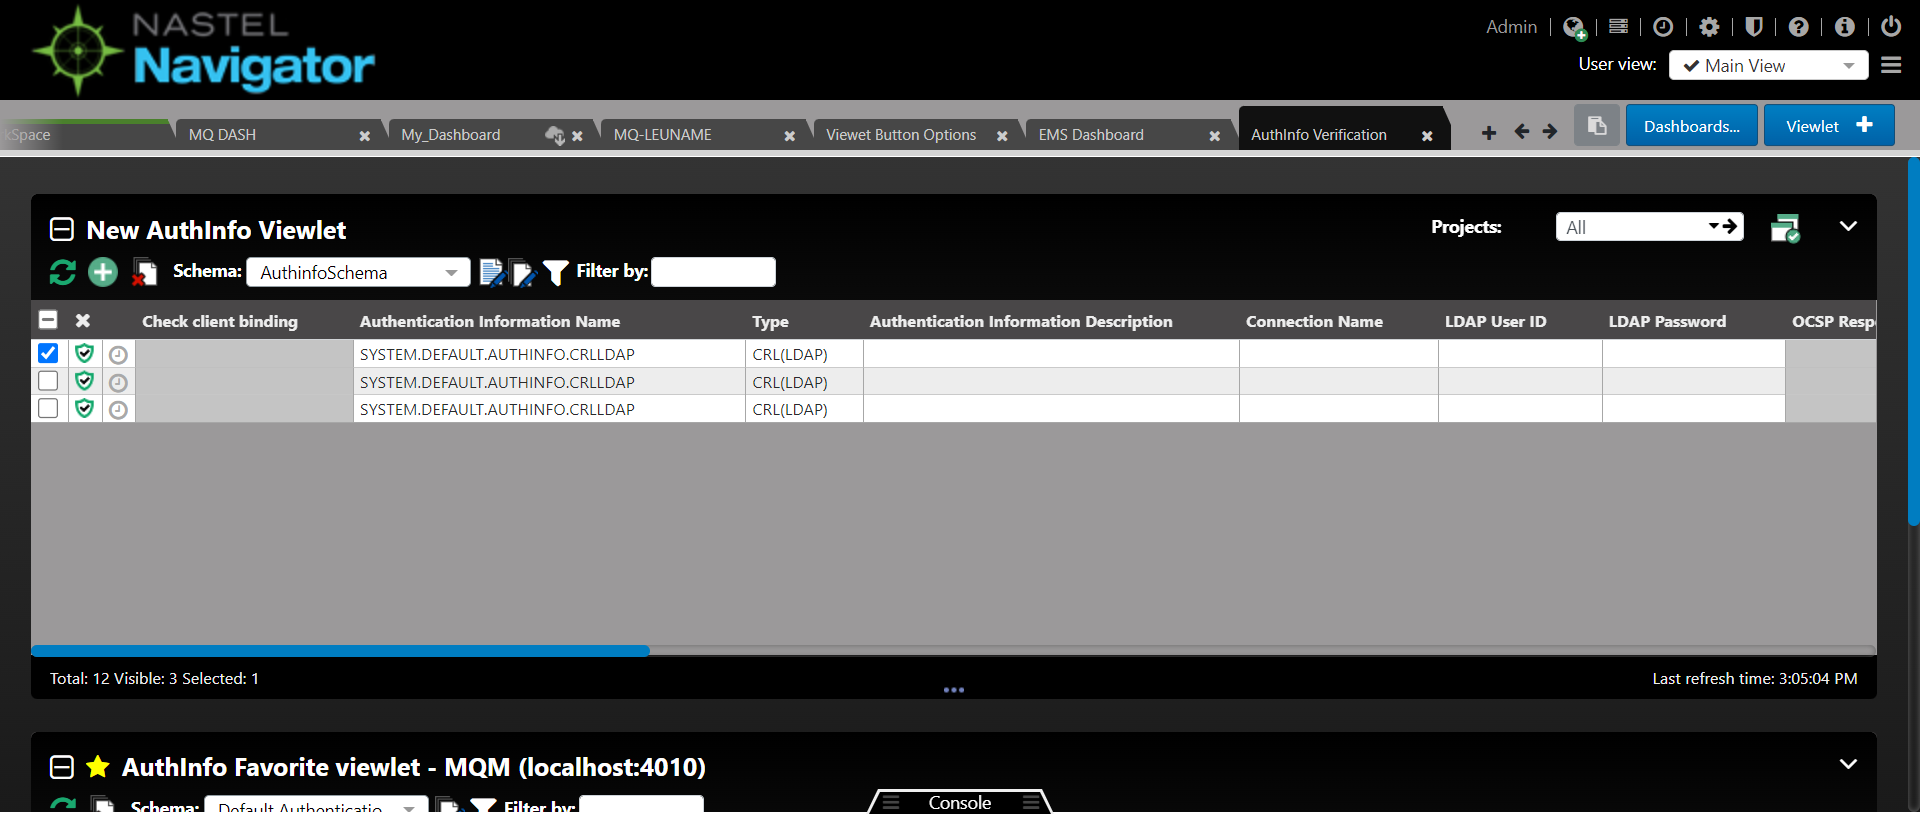 NASTEL
Navigator
Admin
User view: Main View
kSpace
MQ DASH
My_Dashboard
MQ-LEUNAME
Viewet Button Options
EMS Dashboard
AuthInfo Verification
Dashboards...
Viewlet
New AuthInfo Viewlet
Projects: All
Schema: AuthinfoSchema Filter by:
Check client binding Authentication Information Name Type Authentication Information Description Connection Name LDAP User ID LDAP Password OCSP Resp
SYSTEM.DEFAULT.AUTHINFO.CRLLDAP CRL(LDAP)
SYSTEM.DEFAULT.AUTHINFO.CRLLDAP CRL(LDAP)
SYSTEM.DEFAULT.AUTHINFO.CRLLDAP CRL(LDAP)
Total: 12 Visible: 3 Selected: 1
Last refresh time: 3:05:04 PM
AuthInfo Favorite viewlet - MQM (localhost:4010)
Schema: Default Authenticatio Filter by:
Console